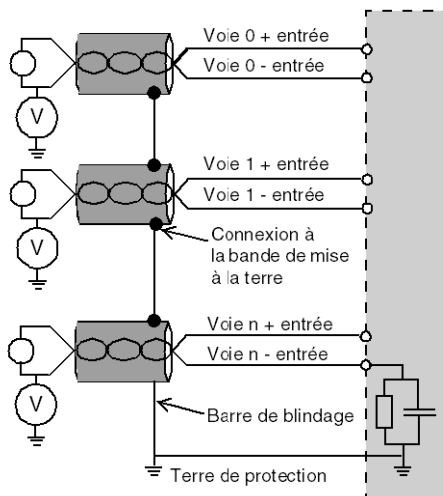 Voie 0 + entrée
Voie 0 - entrée
V
Voie 1 + entrée
Voie 1 - entrée
V
Connexion à
la bande de mise
à la terre
Voie n + entrée
Voie n - entrée
V
Barre de blindage
Terre de protection